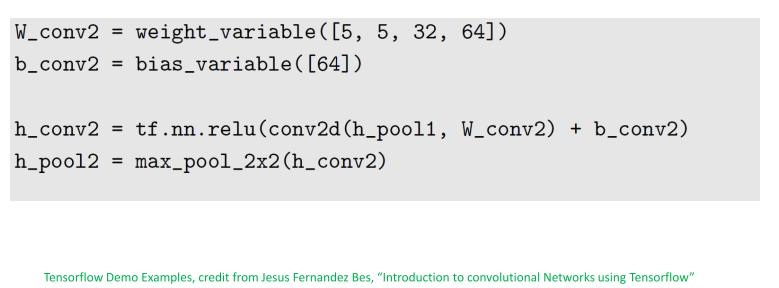 W_conv2 = weight_variable([5, 5, 32, 64])
b_conv2 = bias_variable([64])
h_conv2 = tf.nn.relu(conv2d(h_pool1, W_conv2) + b_conv2)
h_pool2 = max_pool_2x2(h_conv2)
Tensorflow Demo Examples, credit from Jesus Fernandez Bes, “Introduction to convolutional Networks using Tensorflow”